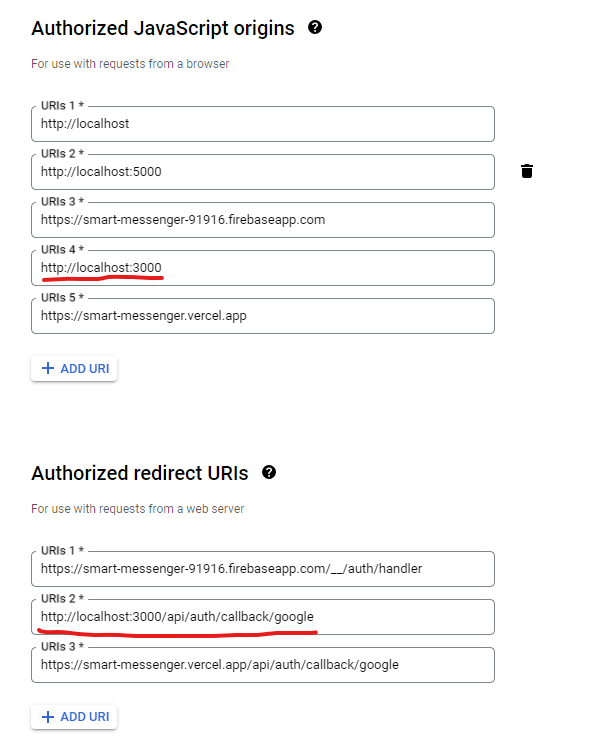 Authorized JavaScript origins
For use with requests from a browser
URIs 1 *
http://localhost
URIs 2 *
http://localhost:5000
URIs 3 *
https://smart-messenger-91916.firebaseapp.com
URIs 4 *
http://localhost:3000
URIs 5 *
https://smart-messenger.vercel.app
+ ADD URI
Authorized redirect URIs
For use with requests from a web server
URIs 1 *
https://smart-messenger-91916.firebaseapp.com/__/auth/handler
URIs 2 *
http://localhost:3000/api/auth/callback/google
URIs 3 *
https://smart-messenger.vercel.app/api/auth/callback/google
+ ADD URI